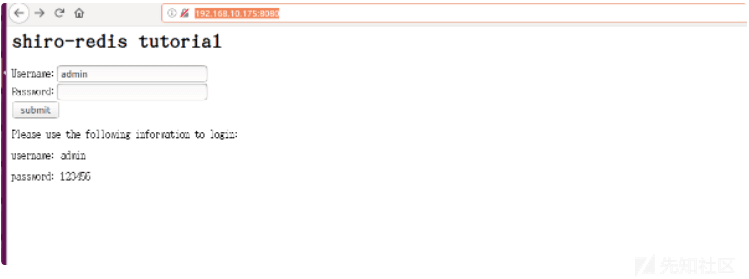 192.168.10.175:8080
shiro-redis tutorial
Username: admin
Password:
submit
Please use the following information to login:
username: admin
password: 123456
先知社区